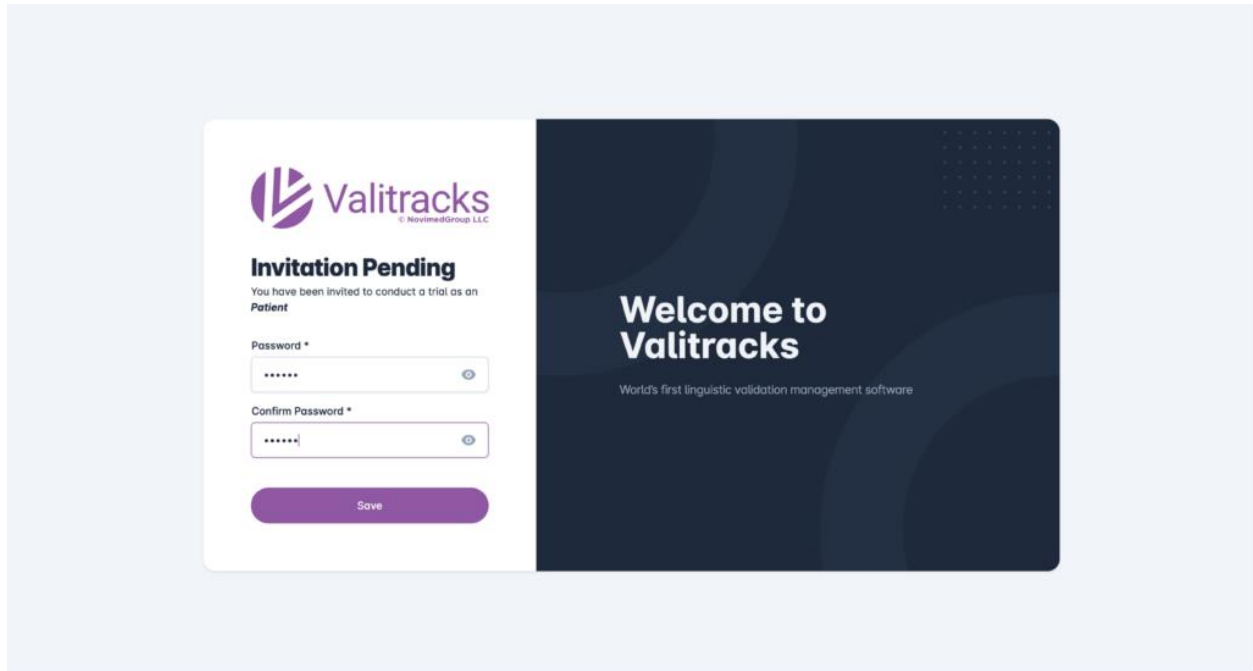 Valitracks
© NovimedGroup LLC
Invitation Pending
You have been invited to conduct a trial as an
Patient
Password *
••••••
Confirm Password *
••••••
Save
Welcome to
Valitracks
World's first linguistic validation management software